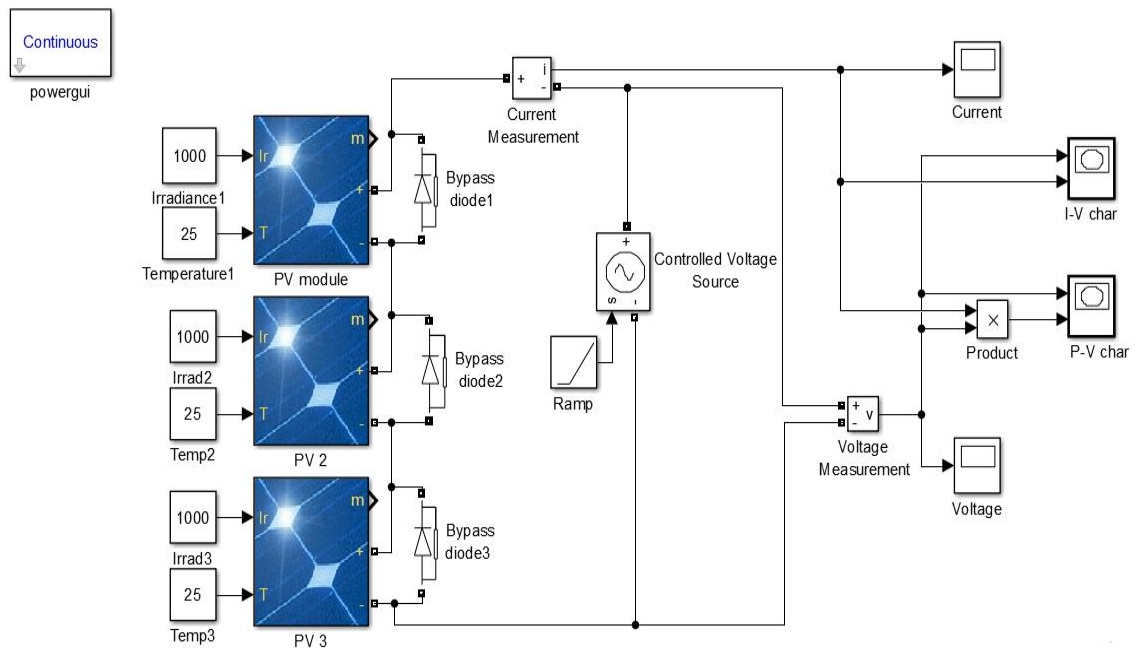 Continuous
powergui
1000
Ir
m
+
Irradiance1
25
T
-
Temperature1
PV module
Bypass
diode1
1000
Ir
m
+
Irrad2
25
T
-
Temp2
PV 2
Bypass
diode2
1000
Ir
m
+
Irrad3
25
T
-
Temp3
PV 3
Bypass
diode3
+
i
-
Current
Measurement
+
s
-
Controlled Voltage
Source
Ramp
Current
I-V char
P-V char
×
Product
+
-
v
Voltage
Measurement
Voltage